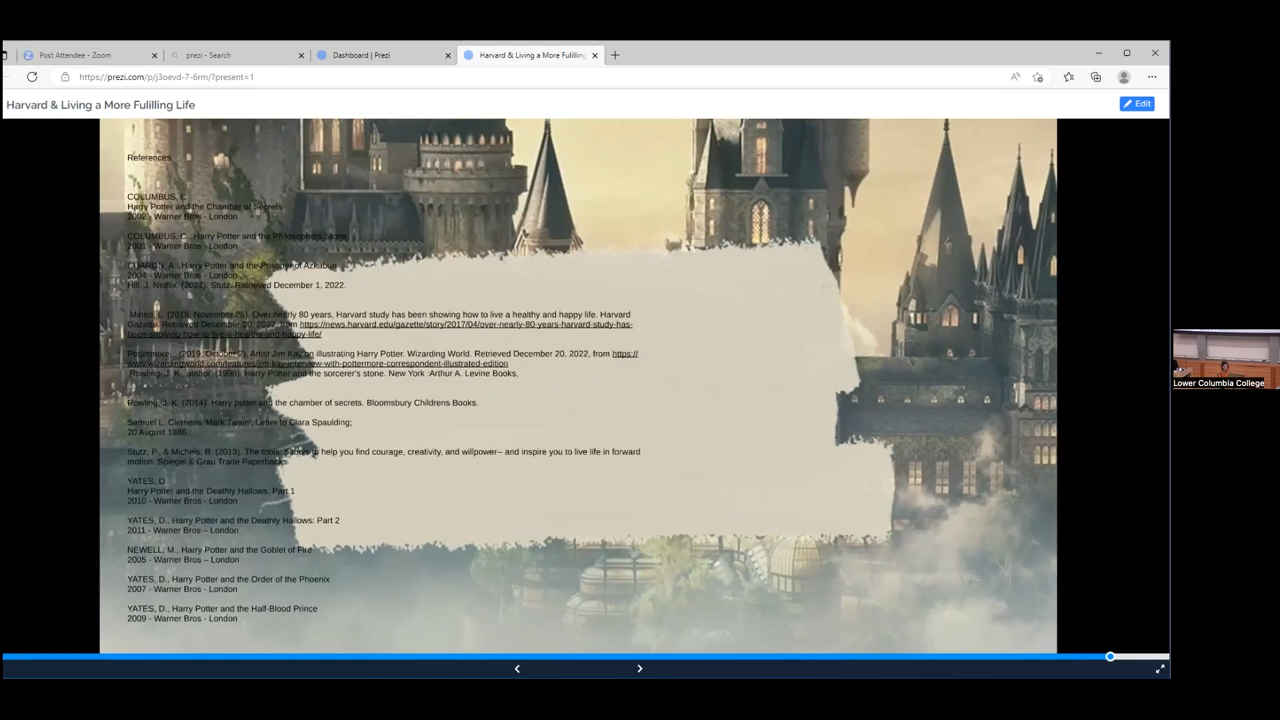 Post Attendee - Zoom
prezi - Search
Dashboard | Prezi
Harvard & Living a More Fulilling
https://prezi.com/p/j3oevd-7-6rm/?present=1
Harvard & Living a More Fulilling Life
Edit
References
COLUMBUS, C
Harry Potter and the Chamber of Secrets
2002 - Warner Bros - London
COLUMBUS, C., Harry Potter and the Philosophers Stone
2001 - Warner Bros - London
CUARON, A., Harry Potter and the Prisoner of Azkaban
2004 – Warner Bros - London
Hill, J. Netflix. (2022). Stutz. Retrieved December 1, 2022.
Mineo, L. (2018, November 26). Over nearly 80 years, Harvard study has been showing how to live a healthy and happy life. Harvard
Gazette. Retrieved December 20, 2022, from https://news.harvard.edu/gazette/story/2017/04/over-nearly-80-years-harvard-study-has-
been-showing-how-to-live-a-healthy-and-happy-life/
Pottermore. (2019, October 2). Artist Jim Kay on illustrating Harry Potter. Wizarding World. Retrieved December 20, 2022, from https://
www.wizardingworld.com/features/jim-kay-interview-with-pottermore-correspondent-illustrated-edition
Rowling, J. K., author. (1998). Harry Potter and the sorcerer's stone. New York :Arthur A. Levine Books,
Rowling, J. K. (2014). Harry potter and the chamber of secrets. Bloomsbury Childrens Books.
Samuel L. Clemens 'Mark Twain', Letter to Clara Spaulding;
20 August 1886
Stutz, P., & Michels, B. (2013). The tools: 5 tools to help you find courage, creativity, and willpower-- and inspire you to live life in forward
motion. Spiegel & Grau Trade Paperbacks.
YATES, D
Harry Potter and the Deathly Hallows: Part 1
2010 - Warner Bros - London
YATES, D., Harry Potter and the Deathly Hallows: Part 2
2011 - Warner Bros – London
NEWELL, M., Harry Potter and the Goblet of Fire
2005 - Warner Bros – London
YATES, D., Harry Potter and the Order of the Phoenix
2007 - Warner Bros - London
YATES, D., Harry Potter and the Half-Blood Prince
2009 - Warner Bros - London
Lower Columbia College